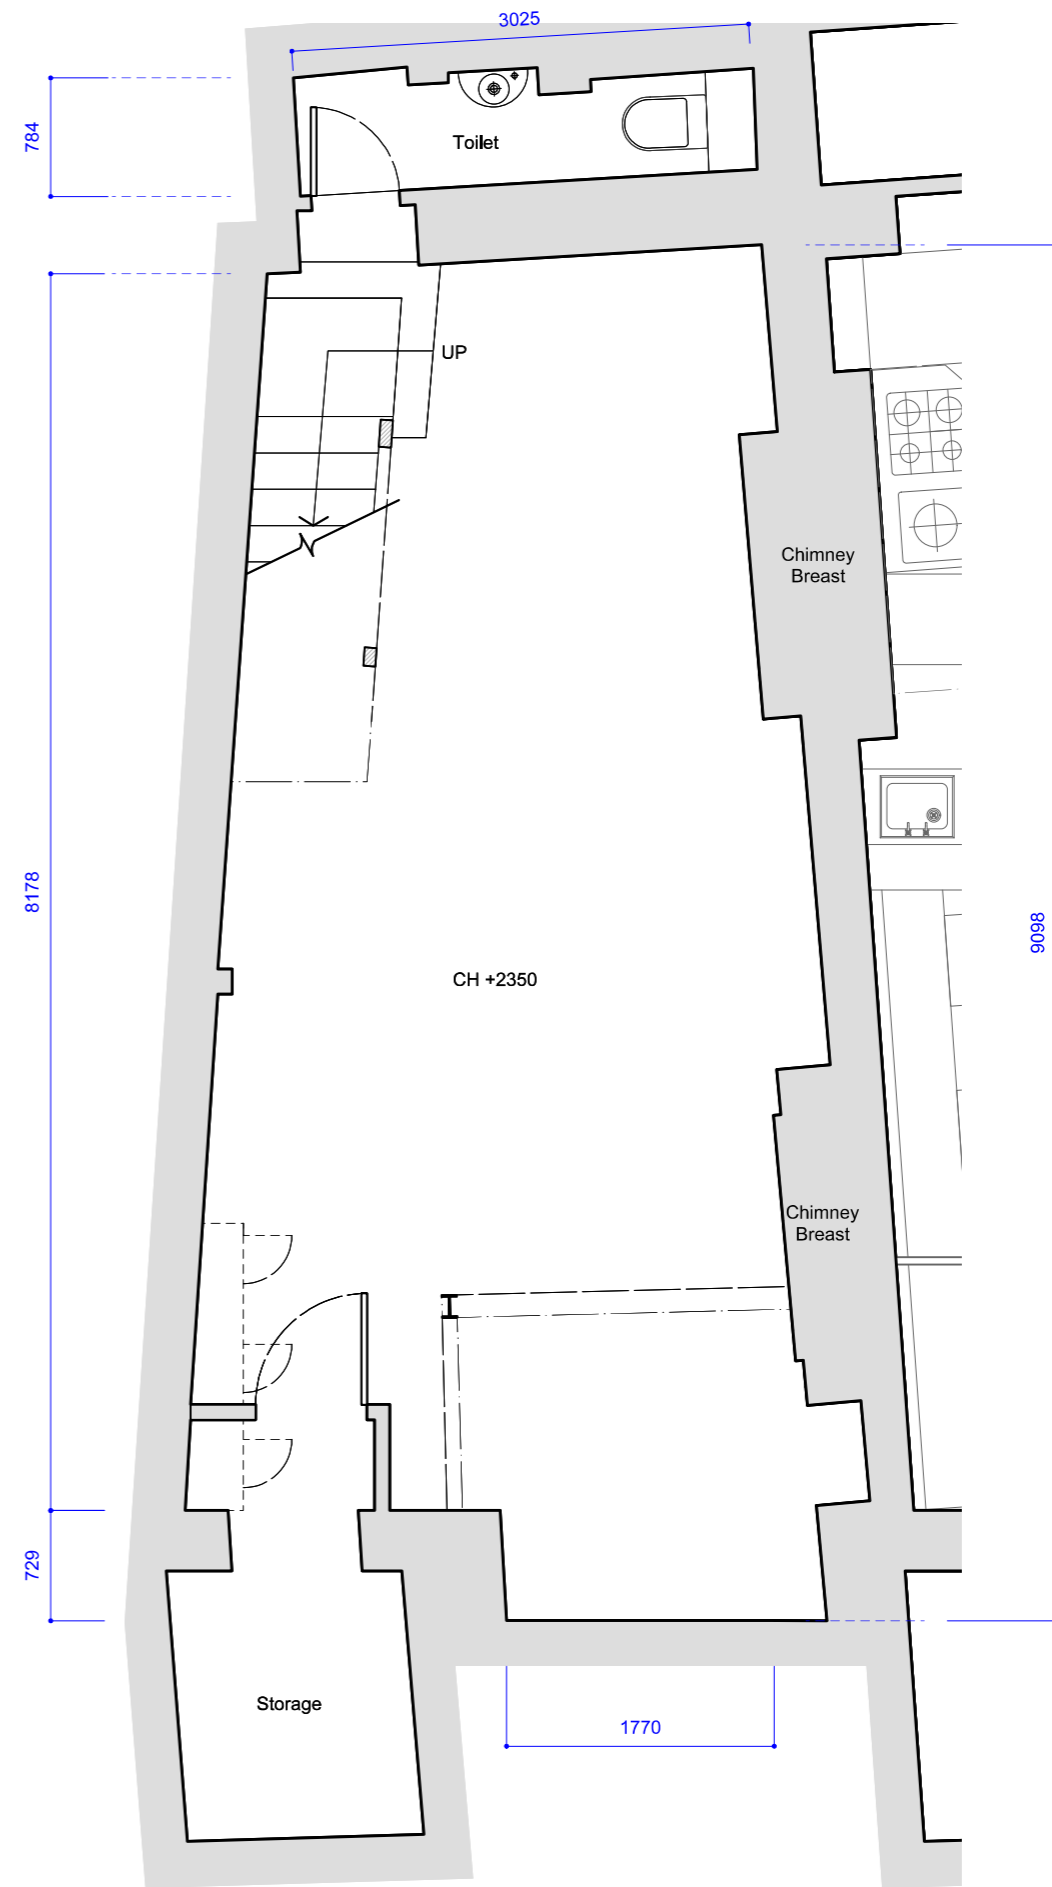 3025
784
Toilet
UP
Chimney
Breast
8178
9098
CH +2350
Chimney
Breast
729
Storage
1770